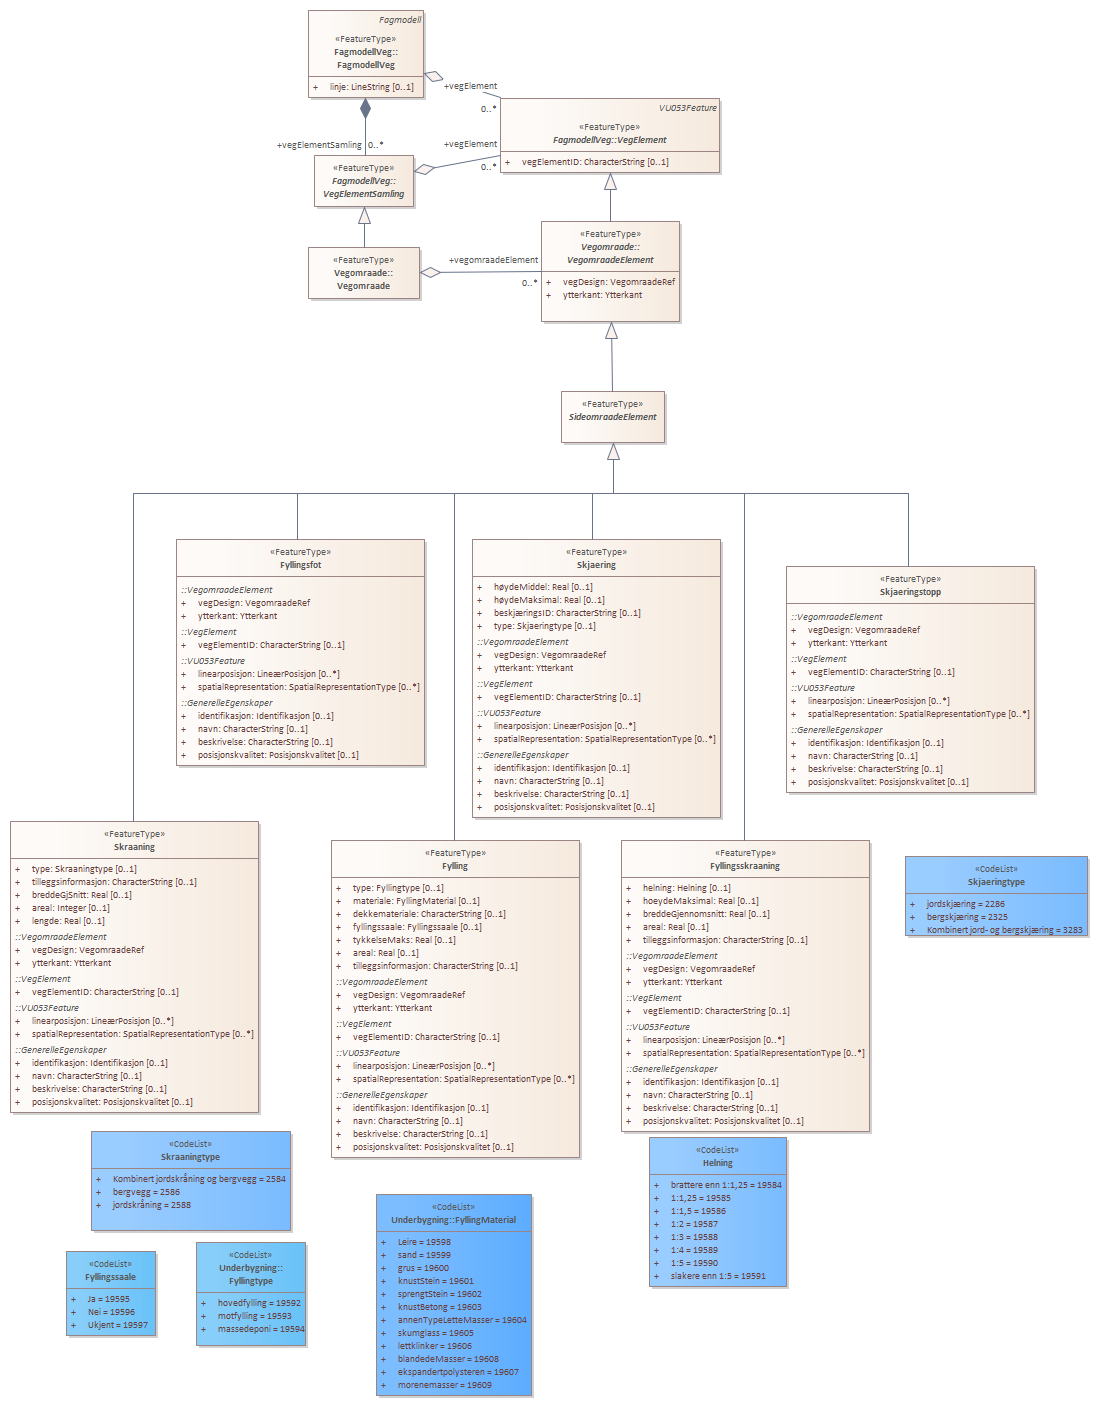 Fagmodell
«FeatureType»
FagmodellVeg::
FagmodellVeg
+ linje: LineString [0..1]
+vegElement
0..*
VU053Feature
«FeatureType»
FagmodellVeg::VegElement
+ vegElementID: CharacterString [0..1]
+vegElementSamling 0..*
+vegElement
0..*
«FeatureType»
FagmodellVeg::
VegElementSamling
«FeatureType»
Vegomraade::
Vegomraade
+vegomraadeElement
0..*
«FeatureType»
Vegomraade::
VegomraadeElement
+ vegDesign: VegomraadeRef
+ ytterkant: Ytterkant
«FeatureType»
SideomraadeElement
«FeatureType»
Fyllingsfot
::VegomraadeElement
+ vegDesign: VegomraadeRef
+ ytterkant: Ytterkant
::VegElement
+ vegElementID: CharacterString [0..1]
::VU053Feature
+ linearposisjon: LineærPosisjon [0..*]
+ spatialRepresentation: SpatialRepresentationType [0..*]
::GenerelleEgenskaper
+ identifikasjon: Identifikasjon [0..1]
+ navn: CharacterString [0..1]
+ beskrivelse: CharacterString [0..1]
+ posisjonskvalitet: Posisjonskvalitet [0..1]
«FeatureType»
Skjaering
+ høydeMiddel: Real [0..1]
+ høydeMaksimal: Real [0..1]
+ beskjæringsID: CharacterString [0..1]
+ type: Skjaeringtype [0..1]
::VegomraadeElement
+ vegDesign: VegomraadeRef
+ ytterkant: Ytterkant
::VegElement
+ vegElementID: CharacterString [0..1]
::VU053Feature
+ linearposisjon: LineærPosisjon [0..*]
+ spatialRepresentation: SpatialRepresentationType [0..*]
::GenerelleEgenskaper
+ identifikasjon: Identifikasjon [0..1]
+ navn: CharacterString [0..1]
+ beskrivelse: CharacterString [0..1]
+ posisjonskvalitet: Posisjonskvalitet [0..1]
«FeatureType»
Skjaeringstopp
::VegomraadeElement
+ vegDesign: VegomraadeRef
+ ytterkant: Ytterkant
::VegElement
+ vegElementID: CharacterString [0..1]
::VU053Feature
+ linearposisjon: LineærPosisjon [0..*]
+ spatialRepresentation: SpatialRepresentationType [0..*]
::GenerelleEgenskaper
+ identifikasjon: Identifikasjon [0..1]
+ navn: CharacterString [0..1]
+ beskrivelse: CharacterString [0..1]
+ posisjonskvalitet: Posisjonskvalitet [0..1]
«FeatureType»
Skraaning
+ type: Skraaningtype [0..1]
+ tilleggsinformasjon: CharacterString [0..1]
+ breddeGjSnitt: Real [0..1]
+ areal: Integer [0..1]
+ lengde: Real [0..1]
::VegomraadeElement
+ vegDesign: VegomraadeRef
+ ytterkant: Ytterkant
::VegElement
+ vegElementID: CharacterString [0..1]
::VU053Feature
+ linearposisjon: LineærPosisjon [0..*]
+ spatialRepresentation: SpatialRepresentationType [0..*]
::GenerelleEgenskaper
+ identifikasjon: Identifikasjon [0..1]
+ navn: CharacterString [0..1]
+ beskrivelse: CharacterString [0..1]
+ posisjonskvalitet: Posisjonskvalitet [0..1]
«FeatureType»
Fylling
+ type: Fyllingtype [0..1]
+ materiale: FyllingMaterial [0..1]
+ dekkemateriale: CharacterString [0..1]
+ fyllingssaale: Fyllingssaale [0..1]
+ tykkelseMaks: Real [0..1]
+ areal: Real [0..1]
+ tilleggsinformasjon: CharacterString [0..1]
::VegomraadeElement
+ vegDesign: VegomraadeRef
+ ytterkant: Ytterkant
::VegElement
+ vegElementID: CharacterString [0..1]
::VU053Feature
+ linearposisjon: LineærPosisjon [0..*]
+ spatialRepresentation: SpatialRepresentationType [0..*]
::GenerelleEgenskaper
+ identifikasjon: Identifikasjon [0..1]
+ navn: CharacterString [0..1]
+ beskrivelse: CharacterString [0..1]
+ posisjonskvalitet: Posisjonskvalitet [0..1]
«FeatureType»
Fyllingsskraaning
+ helning: Helning [0..1]
+ hoeydeMaksimal: Real [0..1]
+ breddeGjennomsnitt: Real [0..1]
+ areal: Real [0..1]
+ tilleggsinformasjon: CharacterString [0..1]
::VegomraadeElement
+ vegDesign: VegomraadeRef
+ ytterkant: Ytterkant
::VegElement
+ vegElementID: CharacterString [0..1]
::VU053Feature
+ linearposisjon: LineærPosisjon [0..*]
+ spatialRepresentation: SpatialRepresentationType [0..*]
::GenerelleEgenskaper
+ identifikasjon: Identifikasjon [0..1]
+ navn: CharacterString [0..1]
+ beskrivelse: CharacterString [0..1]
+ posisjonskvalitet: Posisjonskvalitet [0..1]
«CodeList»
Skjaeringtype
+ jordskjæring = 2286
+ bergskjæring = 2325
+ Kombinert jord- og bergskjæring = 3283
«CodeList»
Skraaningtype
+ Kombinert jordskråning og bergvegg = 2584
+ bergvegg = 2586
+ jordskråning = 2588
«CodeList»
Fyllingssaale
+ Ja = 19595
+ Nei = 19596
+ Ukjent = 19597
«CodeList»
Underbygning::
Fyllingtype
+ hovedfylling = 19592
+ motfylling = 19593
+ massedeponi = 19594
«CodeList»
Underbygning::FyllingMaterial
+ Leire = 19598
+ sand = 19599
+ grus = 19600
+ knustStein = 19601
+ sprengtStein = 19602
+ knustBetong = 19603
+ annenTypeLetteMasser = 19604
+ skumglass = 19605
+ lettklinker = 19606
+ blandedeMasser = 19608
+ ekspandertpolysteren = 19607
+ morenemasser = 19609
«CodeList»
Helning
+ brattere enn 1:1,25 = 19584
+ 1:1,25 = 19585
+ 1:1,5 = 19586
+ 1:2 = 19587
+ 1:3 = 19588
+ 1:4 = 19589
+ 1:5 = 19590
+ slakere enn 1:5 = 19591